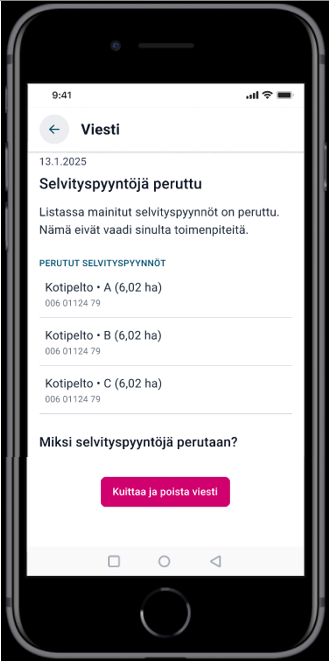 9:41
Viesti
13.1.2025
Selvityspyyntöjä peruttu
Listassa mainitut selvityspyynnöt on peruttu.
Nämä eivät vaadi sinulta toimenpiteitä.
PERUTUT SELVITYSPYYNNÖT
Kotipelto • A (6,02 ha)
006 01124 79
Kotipelto • B (6,02 ha)
006 01124 79
Kotipelto • C (6,02 ha)
006 01124 79
Miksi selvityspyyntöjä perutaan?
Kuittaa ja poista viesti